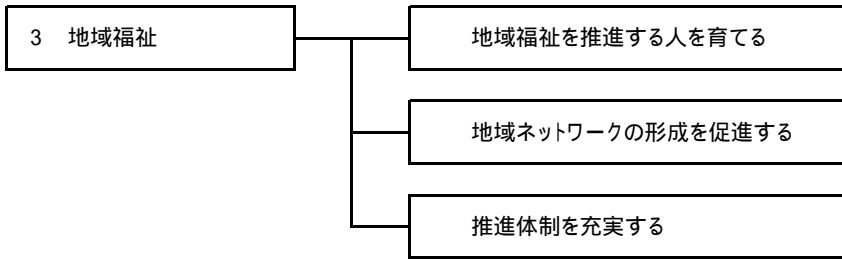 3 地域福祉
地域福祉を推進する人を育てる
地域ネットワークの形成を促進する
推進体制を充実する